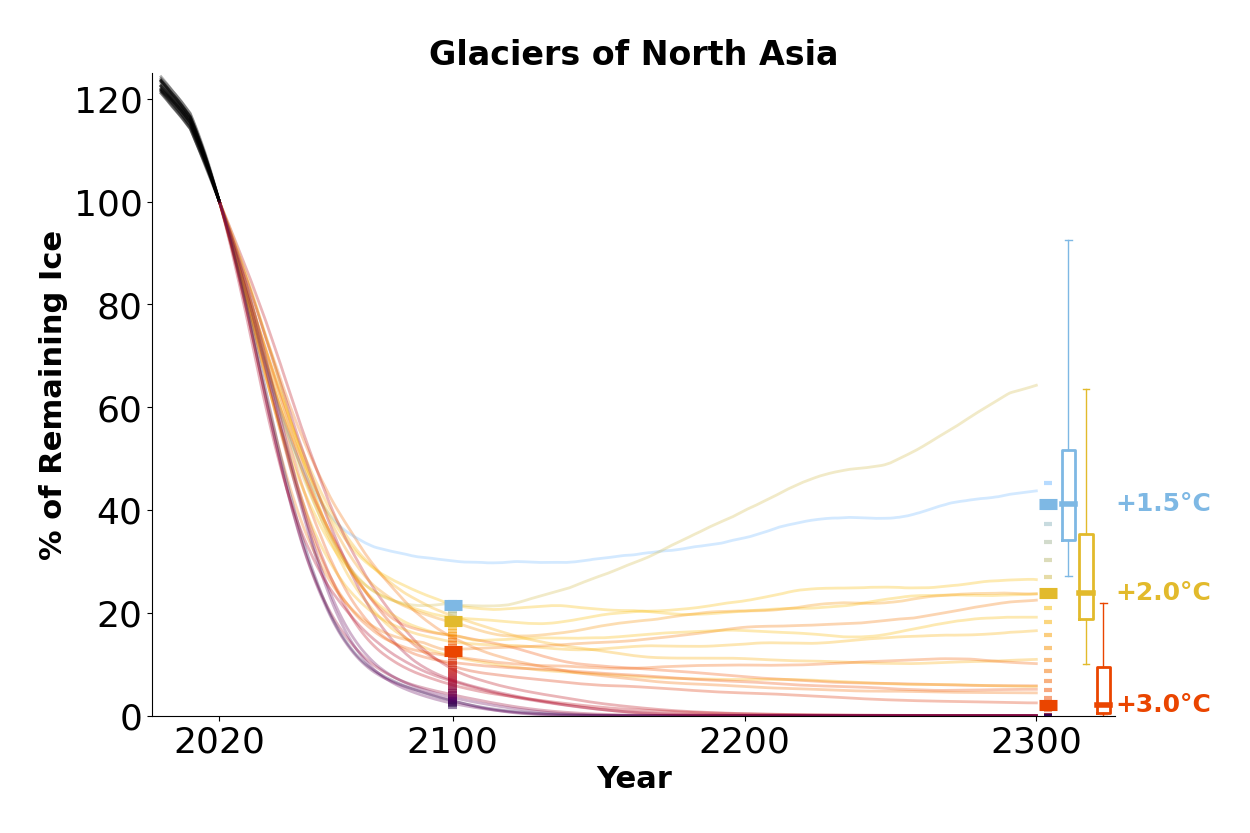 Glaciers of North Asia
% of Remaining Ice
120
100
80
60
40
20
0
+1.5°C
+2.0°C
+3.0°C
2020 2100 2200 2300
Year